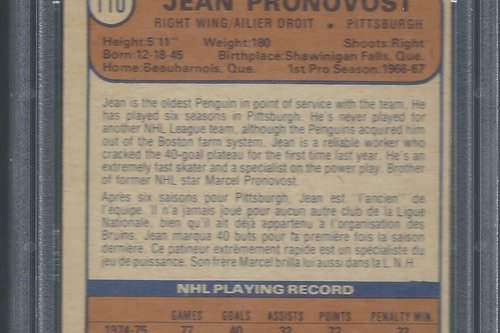 110 JEAN PRONOVOST
RIGHT WING/AILIER DROIT • PITTSBURGH
Height:5'11" Weight:180 Shoots:Right
Born:12-18-45 Birthplace:Shawinigan Falls, Que.
Home:Beauharnois, Que. 1st Pro Season:1966-67
Jean is the oldest Penguin in point of service with the team. He
has played six seasons in Pittsburgh. He's never played for
another NHL League team, although the Penguins acquired him
out of the Boston farm system. Jean is a reliable worker who
cracked the 40-goal plateau for the first time last year. He's an
extremely fast skater and a specialist on the power play. Brother
of former NHL star Marcel Pronovost.
Après six saisons pour Pittsburgh, Jean est "l'ancien" de
l'équipe. Il n'a jamais joué pour aucun autre club de la Ligue
Nationale, bien qu'il ait déjà appartenu à l'organisation des
Bruins. Jean marqua 40 buts pour la première fois la saison
dernière. Ce patineur extrêmement rapide est un spécialiste du
jeu de puissance. Son frère Marcel brilla lui aussi dans la L.N.H.
NHL PLAYING RECORD
GAMES GOALS ASSISTS POINTS PENALTY MIN
1974-75 77 40 32 72